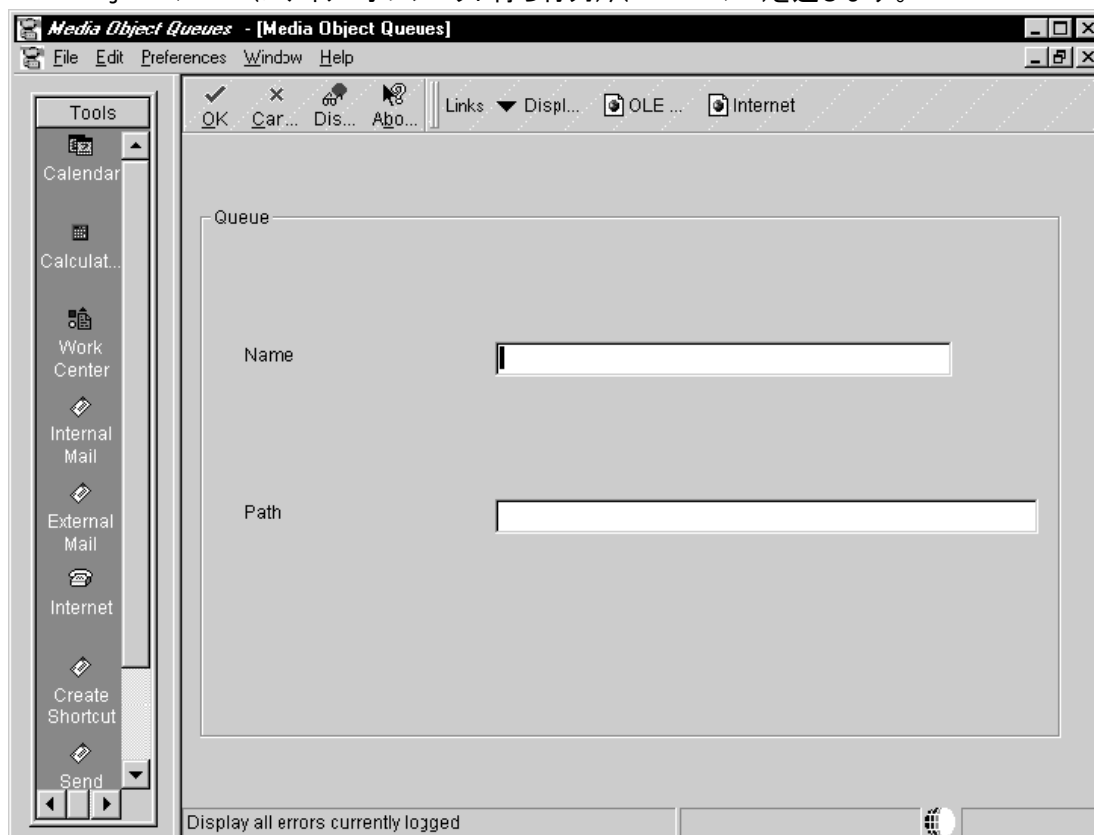 Media Object Queues - [Media Object Queues]
File Edit Preferences Window Help
Tools
OK Car... Dis... Abo... Links Displ... OLE ... Internet
Calendar
Calculat...
Work
Center
Internal
Mail
External
Mail
Internet
Create
Shortcut
Send
Queue
Name
Path
Display all errors currently logged